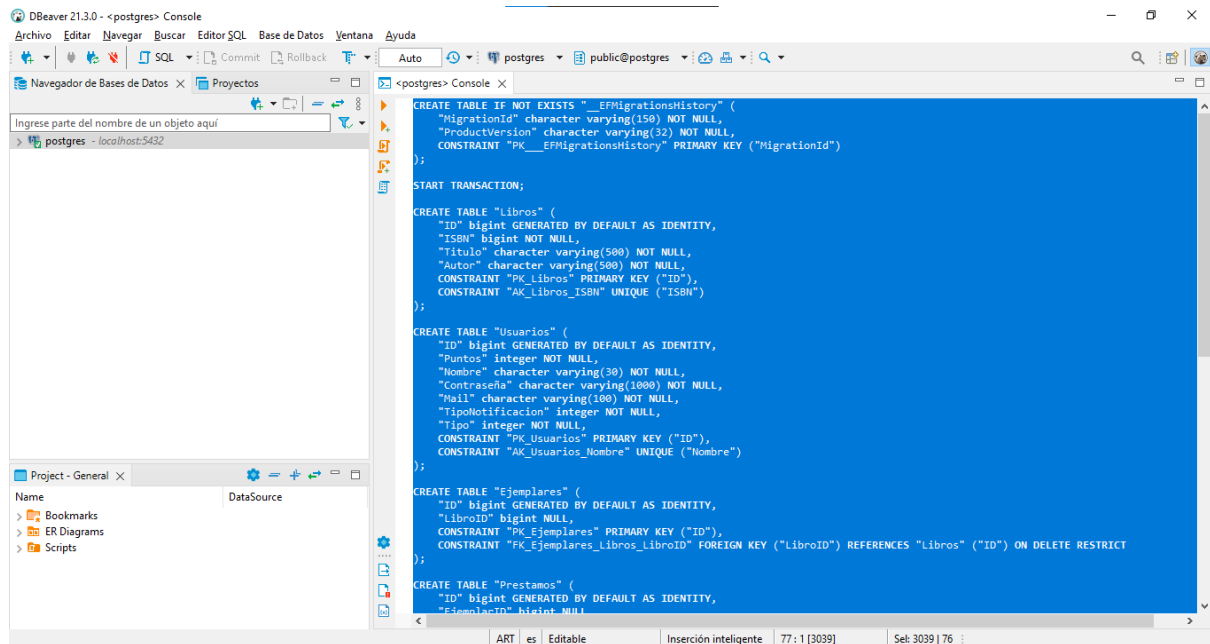 DBeaver 21.3.0 - <postgres> Console
Archivo Editar Navegar Buscar Editor SQL Base de Datos Ventana Ayuda
SQL Commit Rollback Auto postgres public@postgres
Navegador de Bases de Datos Proyectos
Ingrese parte del nombre de un objeto aquí
postgres - localhost:5432
Project - General
Name DataSource
Bookmarks
ER Diagrams
Scripts
<postgres> Console
CREATE TABLE IF NOT EXISTS "__EFMigrationsHistory" (
"MigrationId" character varying(150) NOT NULL,
"ProductVersion" character varying(32) NOT NULL,
CONSTRAINT "PK___EFMigrationsHistory" PRIMARY KEY ("MigrationId")
);
START TRANSACTION;
CREATE TABLE "Libros" (
"ID" bigint GENERATED BY DEFAULT AS IDENTITY,
"ISBN" bigint NOT NULL,
"Titulo" character varying(500) NOT NULL,
"Autor" character varying(500) NOT NULL,
CONSTRAINT "PK_Libros" PRIMARY KEY ("ID"),
CONSTRAINT "AK_Libros_ISBN" UNIQUE ("ISBN")
);
CREATE TABLE "Usuarios" (
"ID" bigint GENERATED BY DEFAULT AS IDENTITY,
"Puntos" integer NOT NULL,
"Nombre" character varying(30) NOT NULL,
"Contraseña" character varying(1000) NOT NULL,
"Mail" character varying(100) NOT NULL,
"TipoNotificacion" integer NOT NULL,
"Tipo" integer NOT NULL,
CONSTRAINT "PK_Usuarios" PRIMARY KEY ("ID"),
CONSTRAINT "AK_Usuarios_Nombre" UNIQUE ("Nombre")
);
CREATE TABLE "Ejemplares" (
"ID" bigint GENERATED BY DEFAULT AS IDENTITY,
"LibroID" bigint NULL,
CONSTRAINT "PK_Ejemplares" PRIMARY KEY ("ID"),
CONSTRAINT "FK_Ejemplares_Libros_LibroID" FOREIGN KEY ("LibroID") REFERENCES "Libros" ("ID") ON DELETE RESTRICT
);
CREATE TABLE "Prestamos" (
"ID" bigint GENERATED BY DEFAULT AS IDENTITY,
"EjemplarID" bigint NULL
ART es Editable Inserción inteligente 77 : 1 [3039] Sel: 3039 | 76